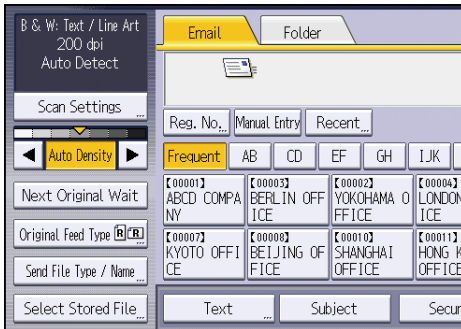 B & W: Text / Line Art
200 dpi
Auto Detect
Scan Settings
Auto Density
Next Original Wait
Original Feed Type R R
Send File Type / Name
Select Stored File
Email
Folder
Reg. No.
Manual Entry
Recent
Frequent
AB
CD
EF
GH
IJK
【00001】
ABCD COMPA
NY
【00003】
BERLIN OFF
ICE
【00002】
YOKOHAMA O
FFICE
【00004】
LONDON
ICE
【00007】
KYOTO OFFI
CE
【00008】
BEIJING OF
FICE
【00010】
SHANGHAI
OFFICE
【00011】
HONG K
OFFICE
Text
Subject
Secur